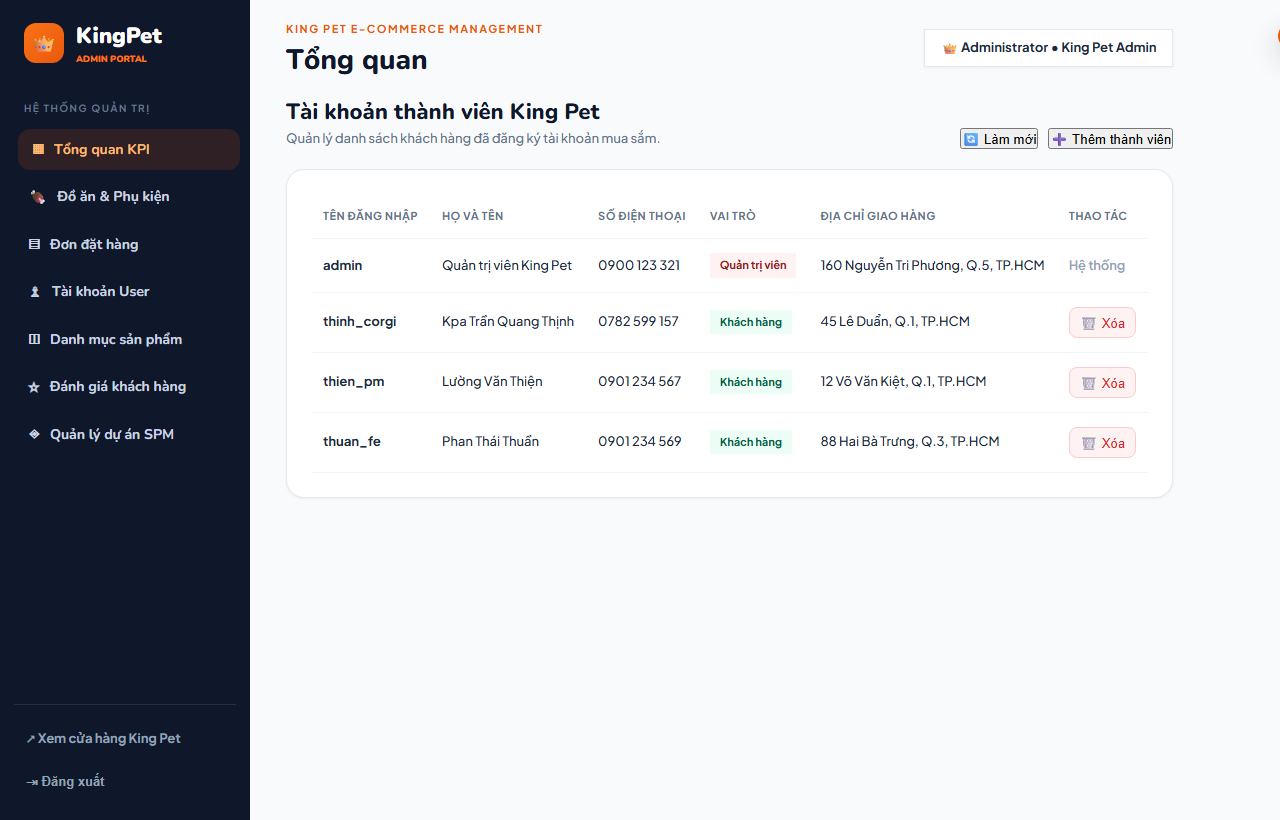 KingPet
ADMIN PORTAL
HỆ THỐNG QUẢN TRỊ
Tổng quan KPI
Đồ ăn & Phụ kiện
Đơn đặt hàng
Tài khoản User
Danh mục sản phẩm
Đánh giá khách hàng
Quản lý dự án SPM
↗ Xem cửa hàng King Pet
⇥ Đăng xuất
KING PET E-COMMERCE MANAGEMENT
Tổng quan
Administrator • King Pet Admin
Tài khoản thành viên King Pet
Quản lý danh sách khách hàng đã đăng ký tài khoản mua sắm.
Làm mới
Thêm thành viên
TÊN ĐĂNG NHẬP HỌ VÀ TÊN SỐ ĐIỆN THOẠI VAI TRÒ ĐỊA CHỈ GIAO HÀNG THAO TÁC
admin Quản trị viên King Pet 0900 123 321 Quản trị viên 160 Nguyễn Tri Phương, Q.5, TP.HCM Hệ thống
thinh_corgi Kpa Trần Quang Thịnh 0782 599 157 Khách hàng 45 Lê Duẩn, Q.1, TP.HCM Xóa
thien_pm Lường Văn Thiện 0901 234 567 Khách hàng 12 Võ Văn Kiệt, Q.1, TP.HCM Xóa
thuan_fe Phan Thái Thuần 0901 234 569 Khách hàng 88 Hai Bà Trưng, Q.3, TP.HCM Xóa